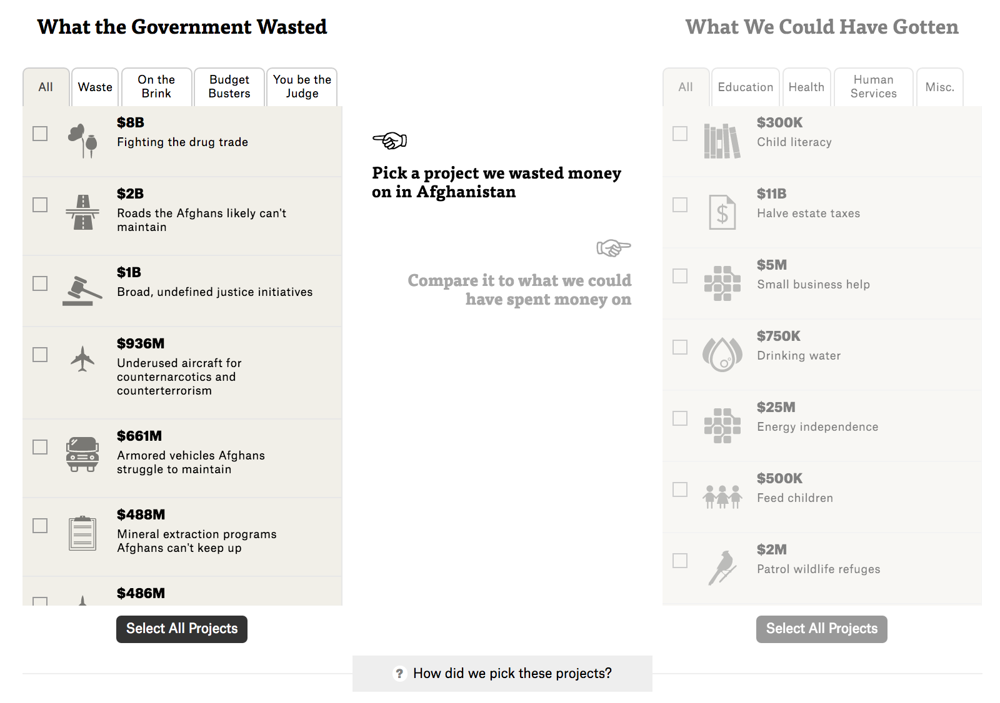 What the Government Wasted
All
Waste
On the
Brink
Budget
Busters
You be the
Judge
$8B
Fighting the drug trade
$2B
Roads the Afghans likely can't
maintain
$1B
Broad, undefined justice initiatives
$936M
Underused aircraft for
counternarcotics and
counterterrorism
$661M
Armored vehicles Afghans
struggle to maintain
$488M
Mineral extraction programs
Afghans can't keep up
$486M
Select All Projects
Pick a project we wasted money
on in Afghanistan
Compare it to what we could
have spent money on
What We Could Have Gotten
All
Education
Health
Human
Services
Misc.
$300K
Child literacy
$11B
Halve estate taxes
$
$5M
Small business help
$750K
Drinking water
$25M
Energy independence
$500K
Feed children
$2M
Patrol wildlife refuges
Select All Projects
? How did we pick these projects?